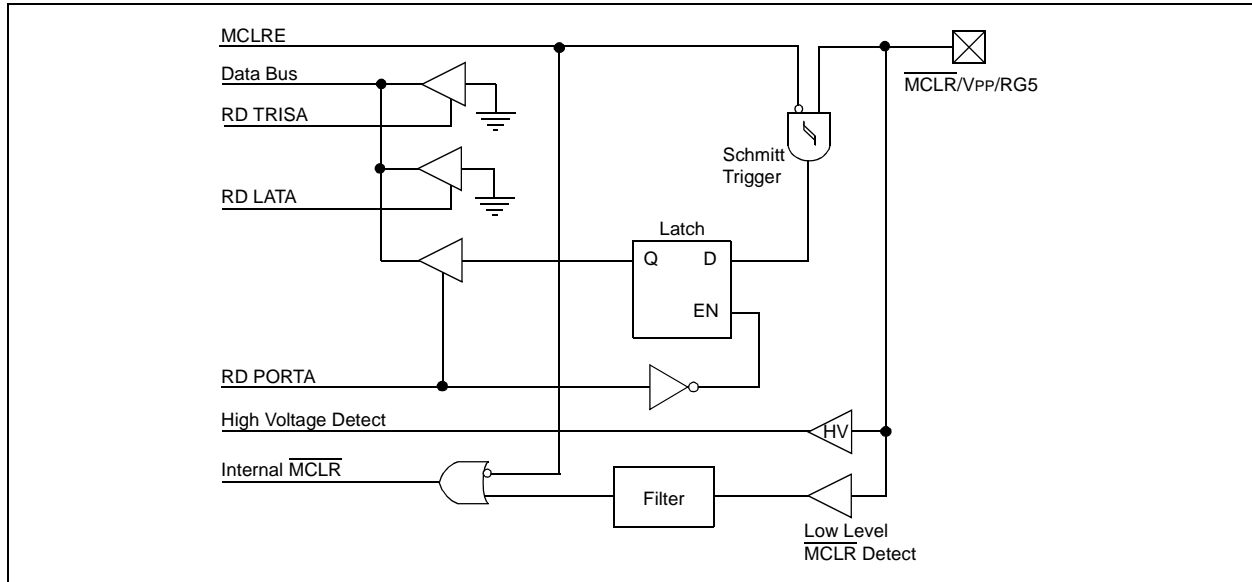 MCLRE
Data Bus
RD TRISA
MCLR/VPP/RG5
Schmitt
Trigger
RD LATA
Latch
Q D
EN
RD PORTA
High Voltage Detect
HV
Internal MCLR
Filter
Low Level
MCLR Detect